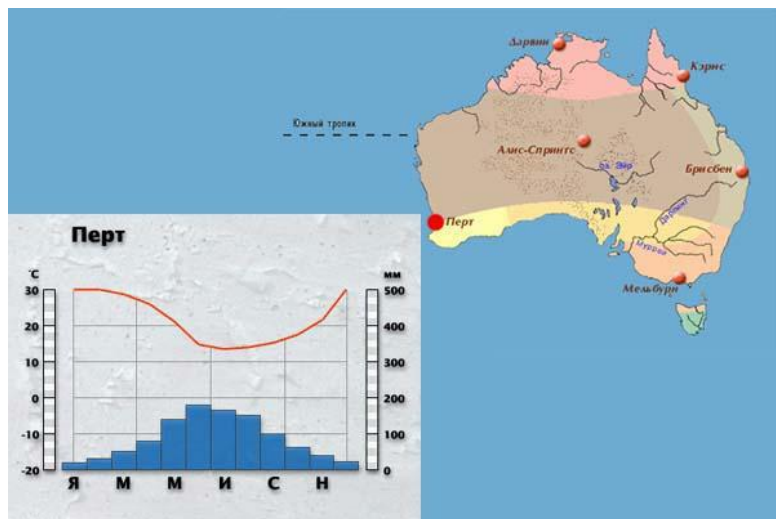 Дарвин
Кэрнс
Южный тропик
Алис-Спрингс
оз. Эйр
Брисбен
Перт
Дарлинг
Муррей
Мельбурн
Перт
°C
мм
30
500
20
400
10
300
0
200
-10
100
-20
0
Я М М И С Н